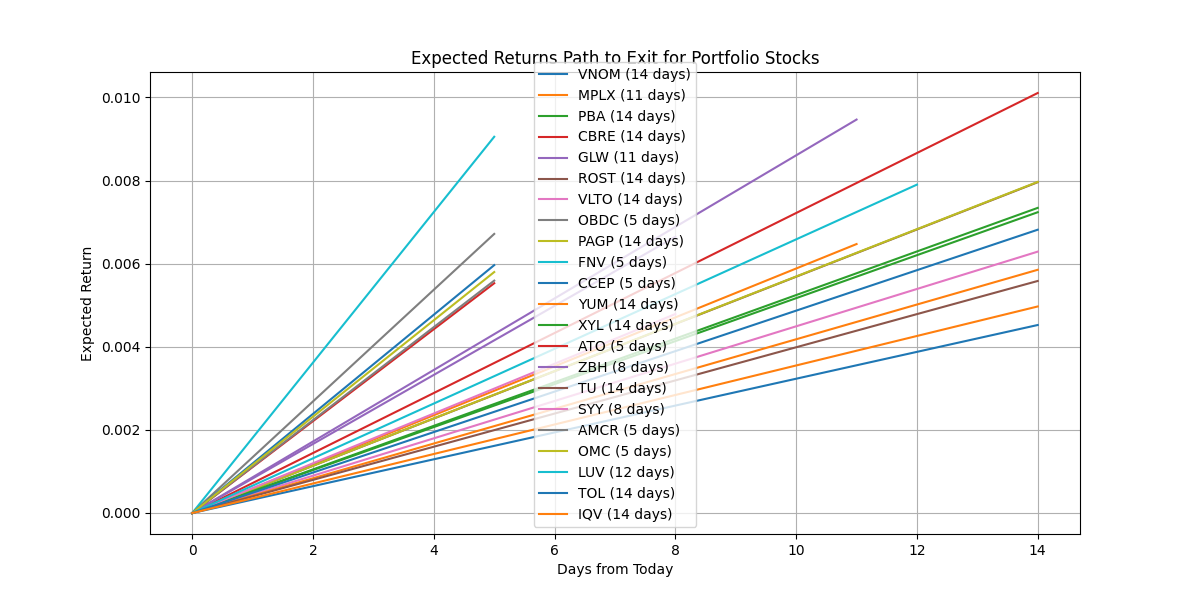 Expected Returns Path to Exit for Portfolio Stocks
VNOM (14 days)
MPLX (11 days)
PBA (14 days)
CBRE (14 days)
GLW (11 days)
ROST (14 days)
VLTO (14 days)
OBDC (5 days)
PAGP (14 days)
FNV (5 days)
CCEP (5 days)
YUM (14 days)
XYL (14 days)
ATO (5 days)
ZBH (8 days)
TU (14 days)
SYY (8 days)
AMCR (5 days)
OMC (5 days)
LUV (12 days)
TOL (14 days)
IQV (14 days)
Expected Return
0.010
0.008
0.006
0.004
0.002
0.000
0 2 4 6 8 10 12 14
Days from Today